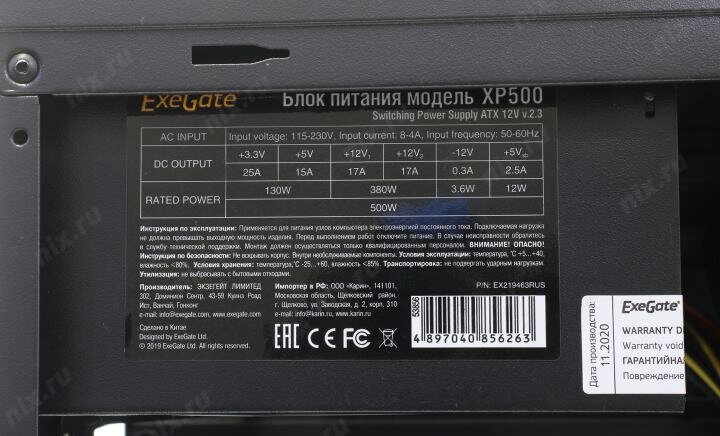 ExeGate
Блок питания модель XP500
Switching Power Supply ATX 12V v.2.3
AC INPUT Input voltage: 115-230V, Input current: 8-4A, Input frequency: 50-60Hz
DC OUTPUT +3.3V +5V +12V1 +12V2 -12V +5Vsb
25A 15A 17A 17A 0.3A 2.5A
RATED POWER 130W 380W 3.6W 12W
500W
Инструкция по эксплуатации: Применяется для питания узлов компьютера электроэнергией постоянного тока. Подключаемая нагрузка
не должна превышать выходную мощность изделия. Перед выполнением работ отключите питание. В случае неисправности обратитесь
в службу технической поддержки. Монтаж должен осуществляться только квалифицированным персоналом. ВНИМАНИЕ! ОПАСНО!
Инструкция по безопасности: Не вскрывать корпус. Внутри необслуживаемые компоненты. Условия эксплуатации: температура,°C +5...+40,
влажность <80%. Условия хранения: температура,°C -25...+60, влажность <85%. Транспортировка: не подвергать ударным нагрузкам.
Утилизация: не выбрасывать с бытовыми отходами.
Изготовитель: ЭКЗЕГЕЙТ ЛИМИТЕД
302, Доминион Центр, 43-59 Куинз Роуд
Ист, Ванчай, Гонконг
e-mail: info@exegate.com, www.exegate.com
Импортер в РФ: ООО «Карин», 141101,
Московская область, Щелковский район,
г. Щелково, ул. Заводская, д. 2, корп. 310
e-mail: info@karin.ru, www.karin.ru
P/N: EX219463RUS
53856
4 897040 856263
Сделано в Китае
Designed by ExeGate Ltd.
© 2019 ExeGate Ltd. All rights reserved.
EAC CE FC
Дата производства:
11.2020
ExeGate®
WARRANTY
Warranty void
ГАРАНТИЙНАЯ
Повреждение
nix.ru